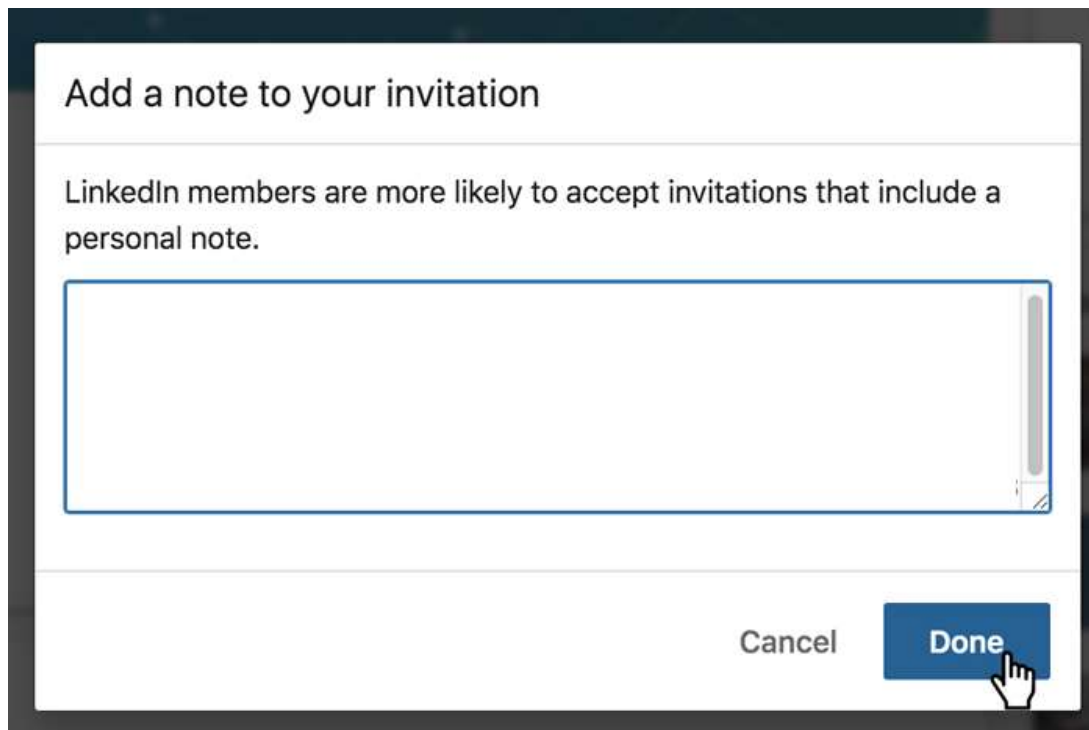 Add a note to your invitation
LinkedIn members are more likely to accept invitations that include a
personal note.
Cancel
Done